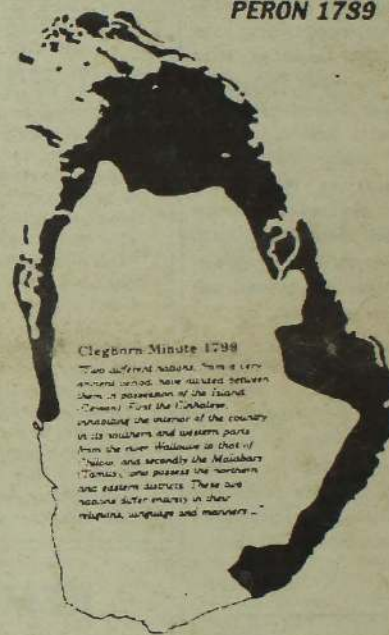 PERON 1789
Cleghorn Minute 1799
"Two different nations, from a very
ancient period, have divided between
them in possession of the Island
(Ceylon). First the Cinhalese,
inhabiting the interior of the country
in its southern and western parts
from the river Wallouve to that of
Chilow, and secondly the Malabars
(Tamils), who possess the northern
and eastern districts. These two
nations differ entirely in their
religions, language and manners..."